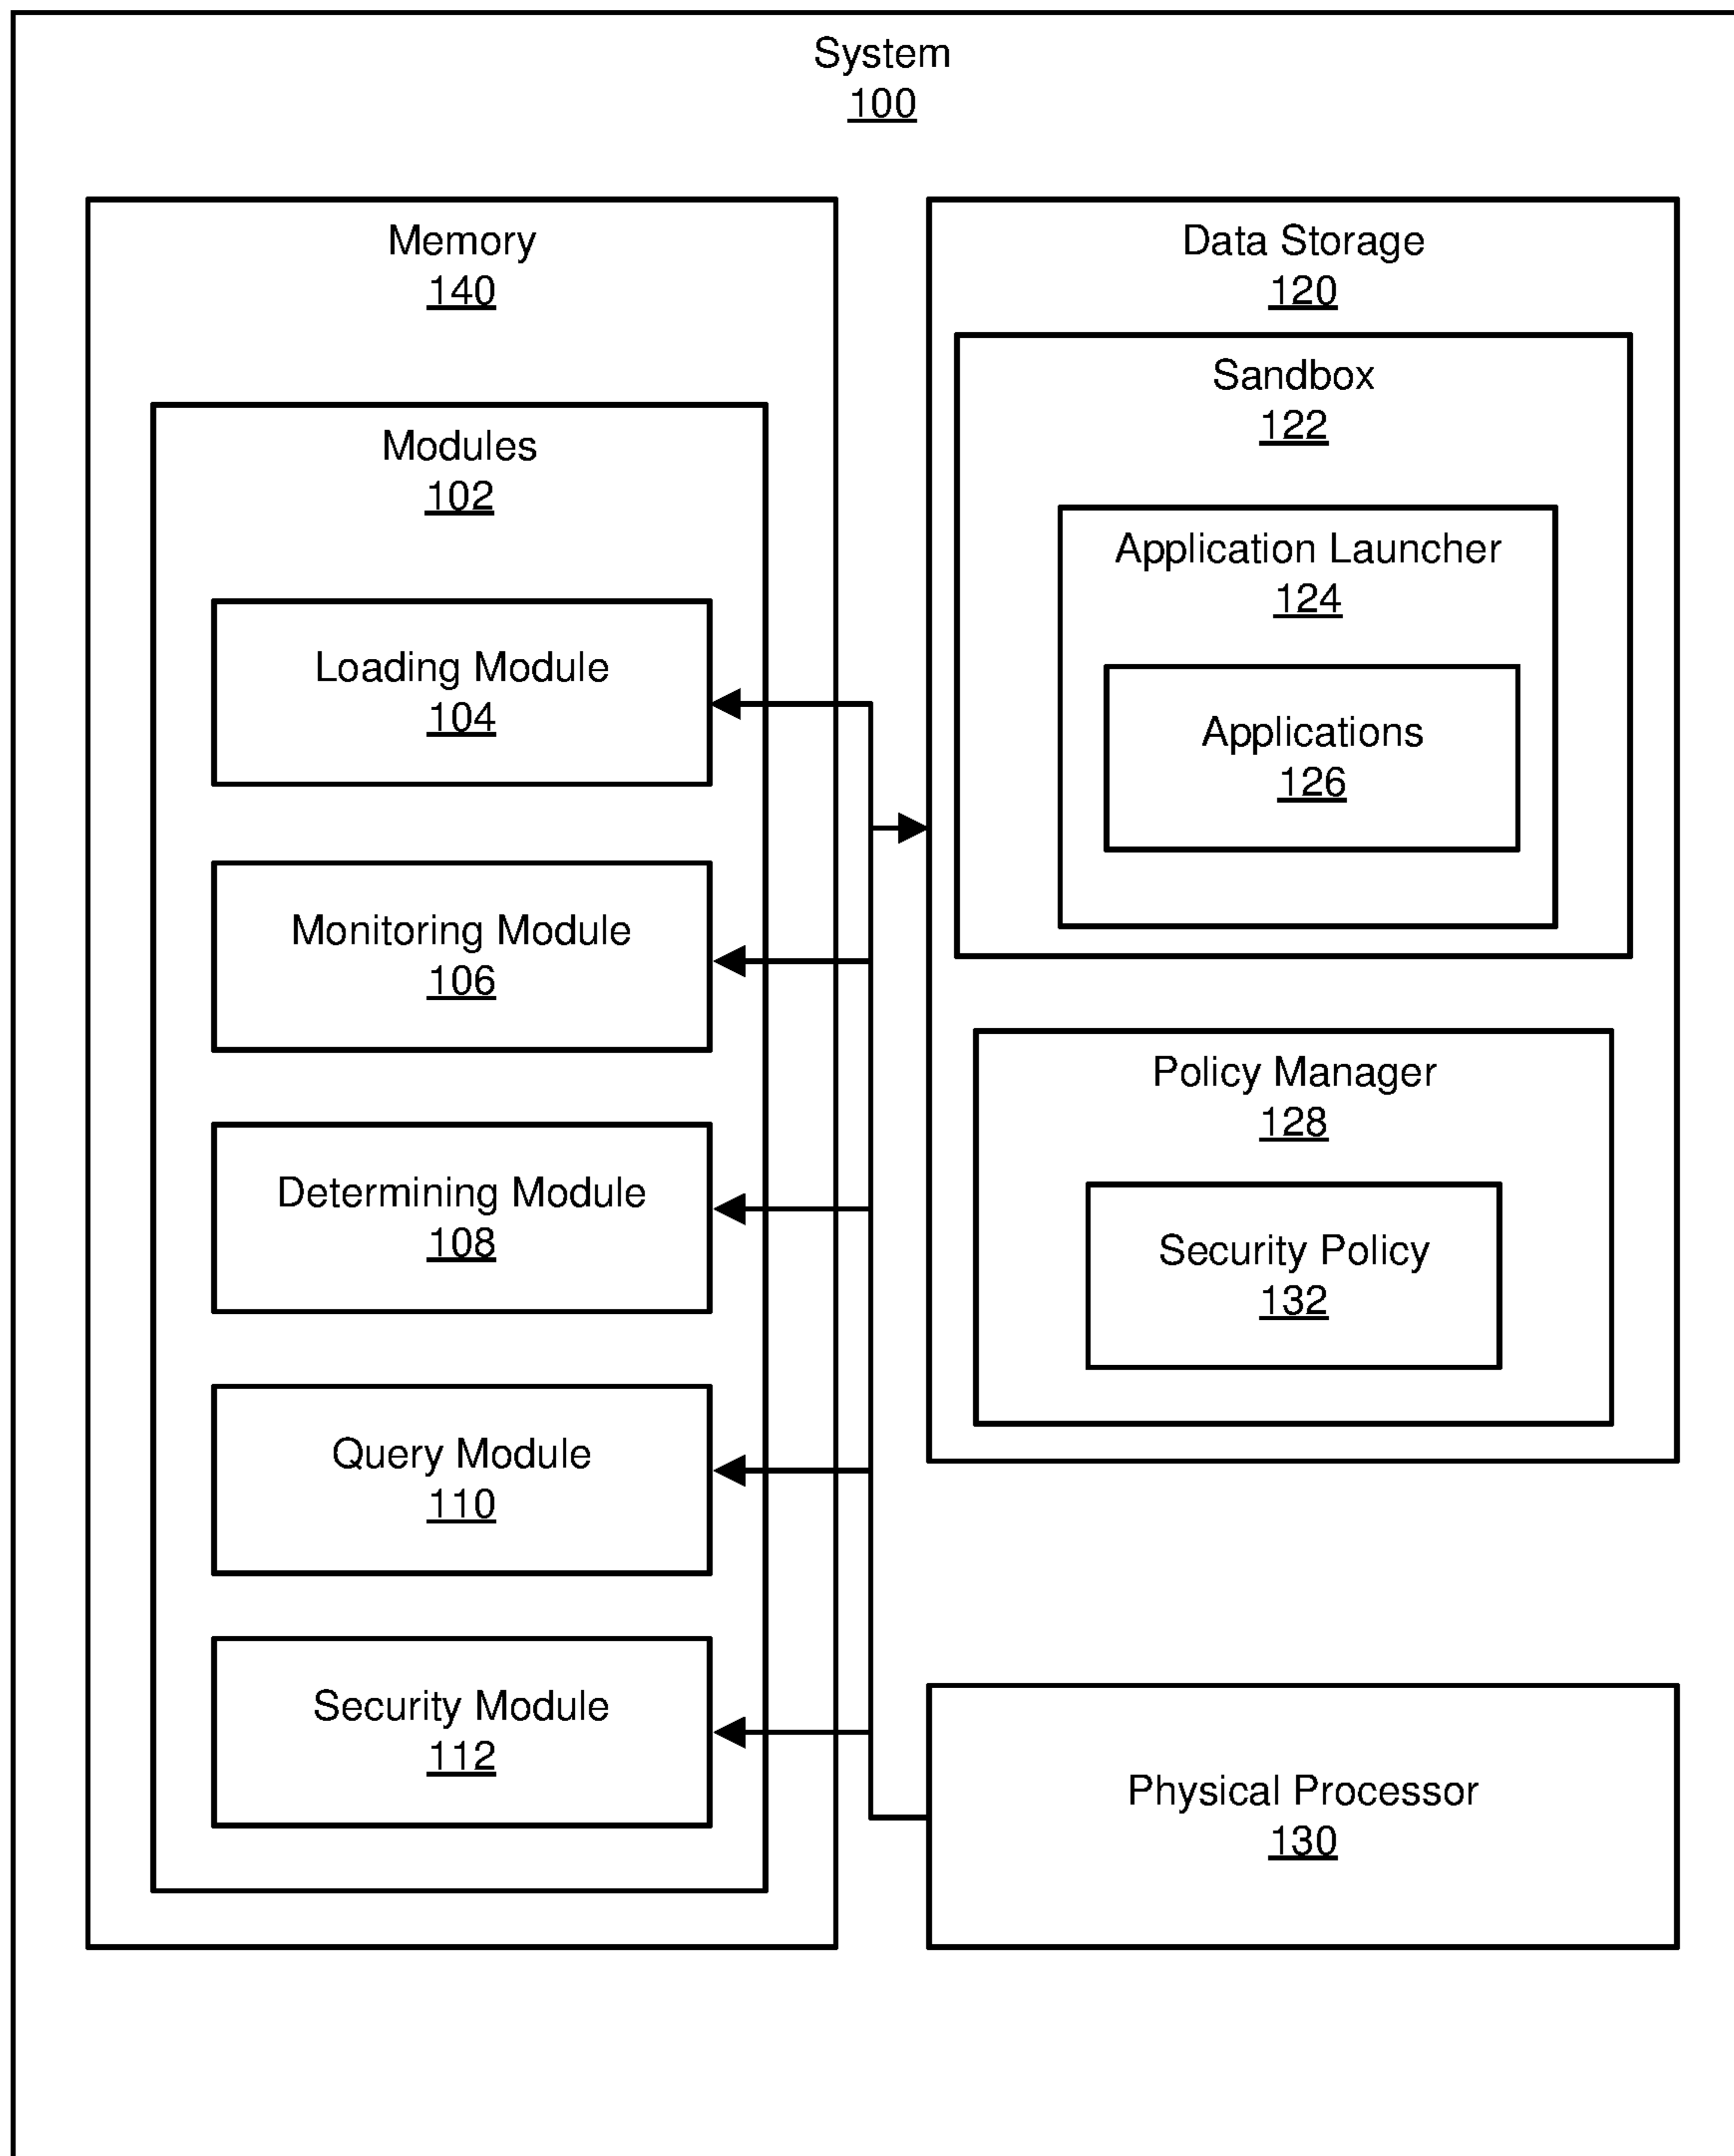 System
100
Memory
140
Modules
102
Loading Module
104
Monitoring Module
106
Determining Module
108
Query Module
110
Security Module
112
Data Storage
120
Sandbox
122
Application Launcher
124
Applications
126
Policy Manager
128
Security Policy
132
Physical Processor
130